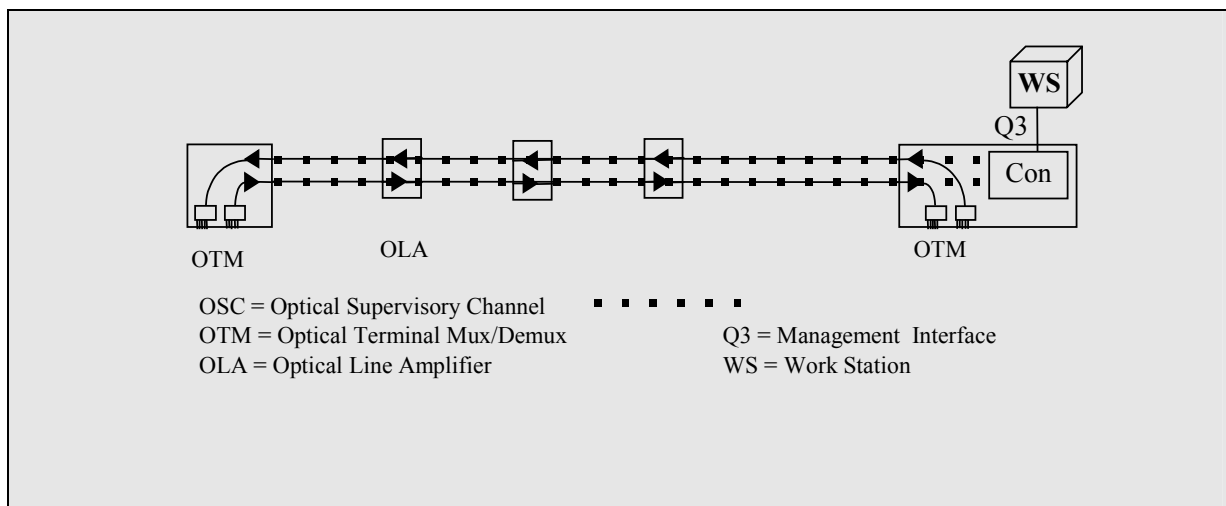 WS
Q3
Con
OTM
OLA
OTM
OSC = Optical Supervisory Channel
OTM = Optical Terminal Mux/Demux
Q3 = Management Interface
OLA = Optical Line Amplifier
WS = Work Station